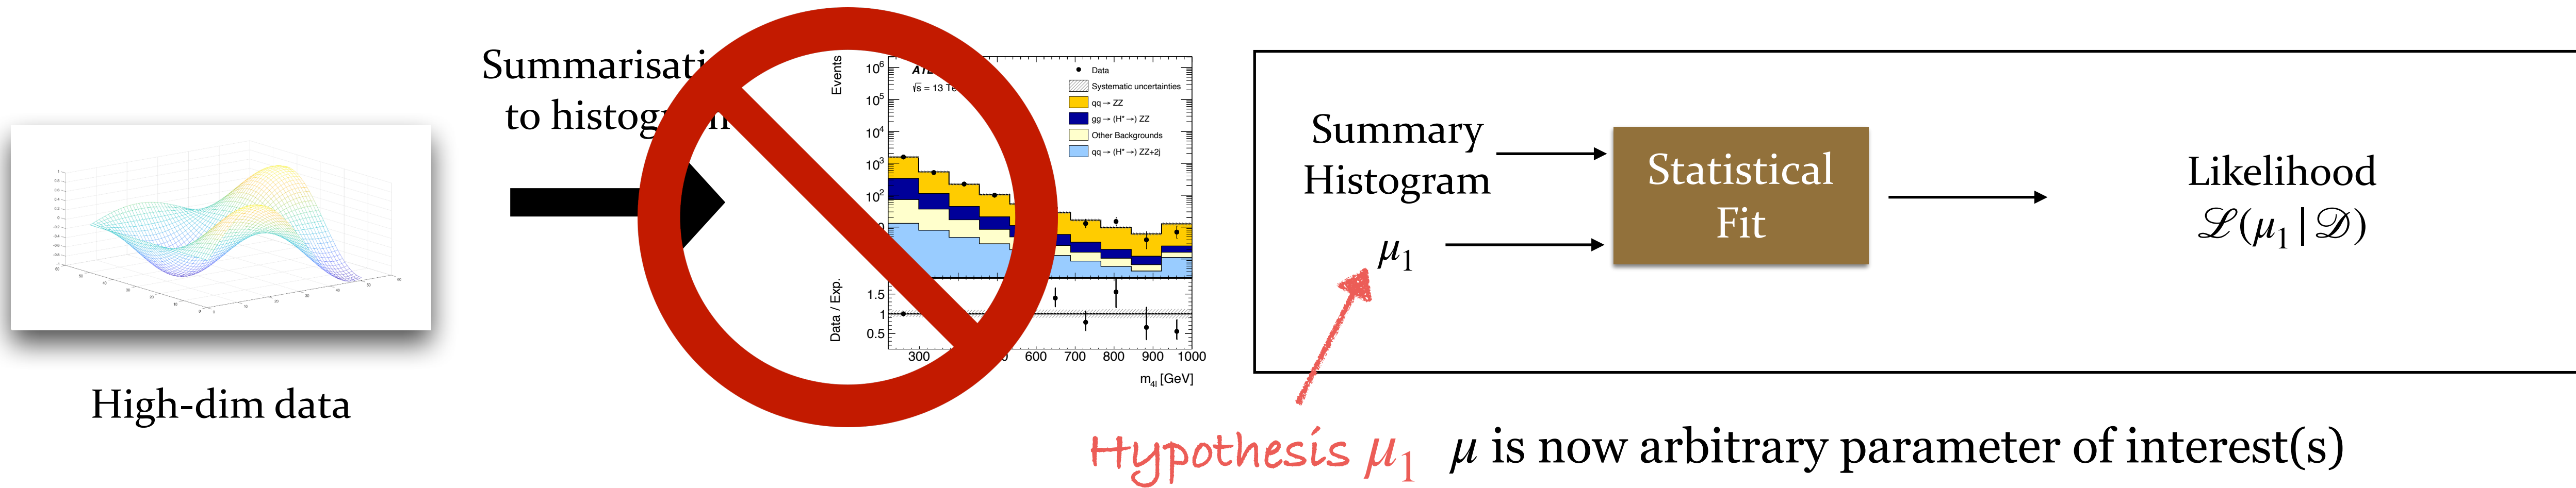 High-dim data
Summarisati
to histogram
Events
10⁶
10⁵
10⁴
10³
10²
√s = 13 Te
Data
Systematic uncertainties
qq → ZZ
gg → (H* →) ZZ
Other Backgrounds
qq → (H* →) ZZ+2j
Data / Exp.
1.5
1
0.5
300
600 700 800 900 1000
m4l [GeV]
Summary
Histogram
μ₁
Statistical
Fit
Likelihood
ℒ(μ₁|𝒟)
Hypothesis μ₁
μ is now arbitrary parameter of interest(s)